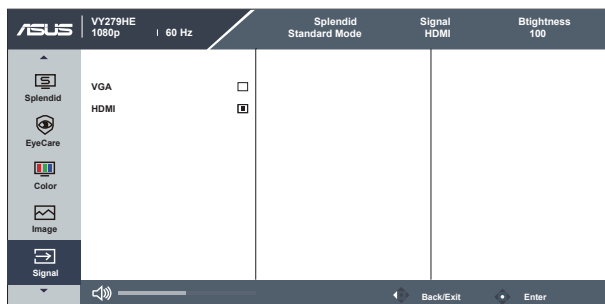 ASUS
VY279HE
1080p | 60 Hz
Splendid
Standard Mode
Signal
HDMI
Btightness
100
Splendid
EyeCare
Color
Image
Signal
VGA
HDMI
Back/Exit
Enter